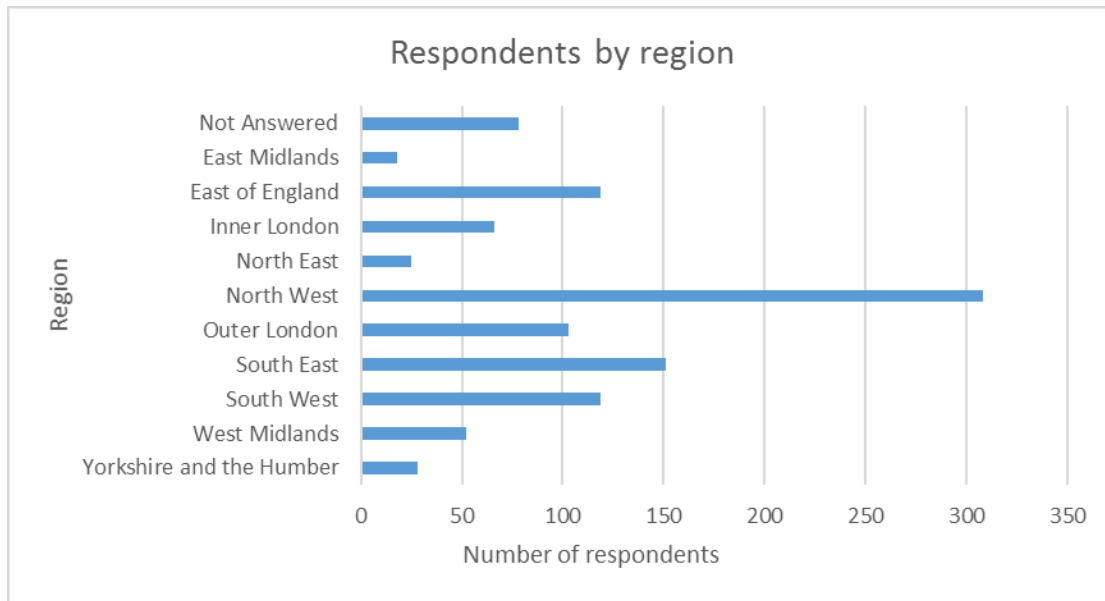 Respondents by region
Region
Not Answered
East Midlands
East of England
Inner London
North East
North West
Outer London
South East
South West
West Midlands
Yorkshire and the Humber
0 50 100 150 200 250 300 350
Number of respondents